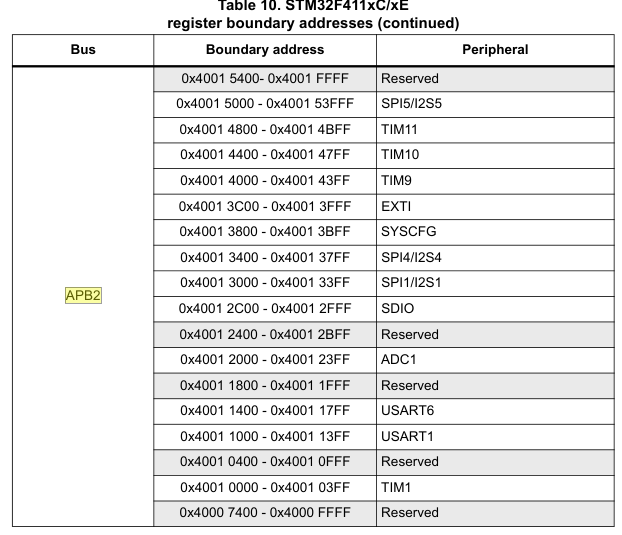 Table 10. STM32F411xC/xE
register boundary addresses (continued)
Bus Boundary address Peripheral
0x4001 5400- 0x4001 FFFF Reserved
0x4001 5000 - 0x4001 53FFF SPI5/I2S5
0x4001 4800 - 0x4001 4BFF TIM11
0x4001 4400 - 0x4001 47FF TIM10
0x4001 4000 - 0x4001 43FF TIM9
0x4001 3C00 - 0x4001 3FFF EXTI
0x4001 3800 - 0x4001 3BFF SYSCFG
0x4001 3400 - 0x4001 37FF SPI4/I2S4
0x4001 3000 - 0x4001 33FF SPI1/I2S1
APB2
0x4001 2C00 - 0x4001 2FFF SDIO
0x4001 2400 - 0x4001 2BFF Reserved
0x4001 2000 - 0x4001 23FF ADC1
0x4001 1800 - 0x4001 1FFF Reserved
0x4001 1400 - 0x4001 17FF USART6
0x4001 1000 - 0x4001 13FF USART1
0x4001 0400 - 0x4001 0FFF Reserved
0x4001 0000 - 0x4001 03FF TIM1
0x4000 7400 - 0x4000 FFFF Reserved